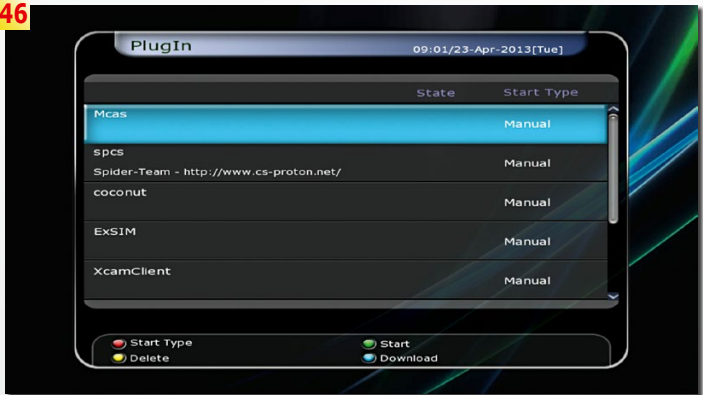 46
PlugIn 09:01/23-Apr-2013[Tue]
State Start Type
Mcas
Manual
spcs
Manual
Spider-Team - http://www.cs-proton.net/
coconut
Manual
ExSIM
Manual
XcamClient
Manual
Start Type Start
Delete Download